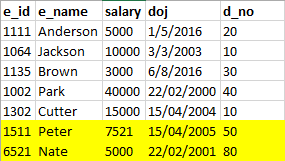 e_id e_name salary doj d_no
1111 Anderson 5000 1/5/2016 20
1064 Jackson 10000 3/3/2003 10
1135 Brown 3000 6/8/2016 30
1002 Park 40000 22/02/2000 40
1302 Cutter 15000 15/04/2004 10
1511 Peter 7521 15/04/2005 50
6521 Nate 5000 22/02/2001 80